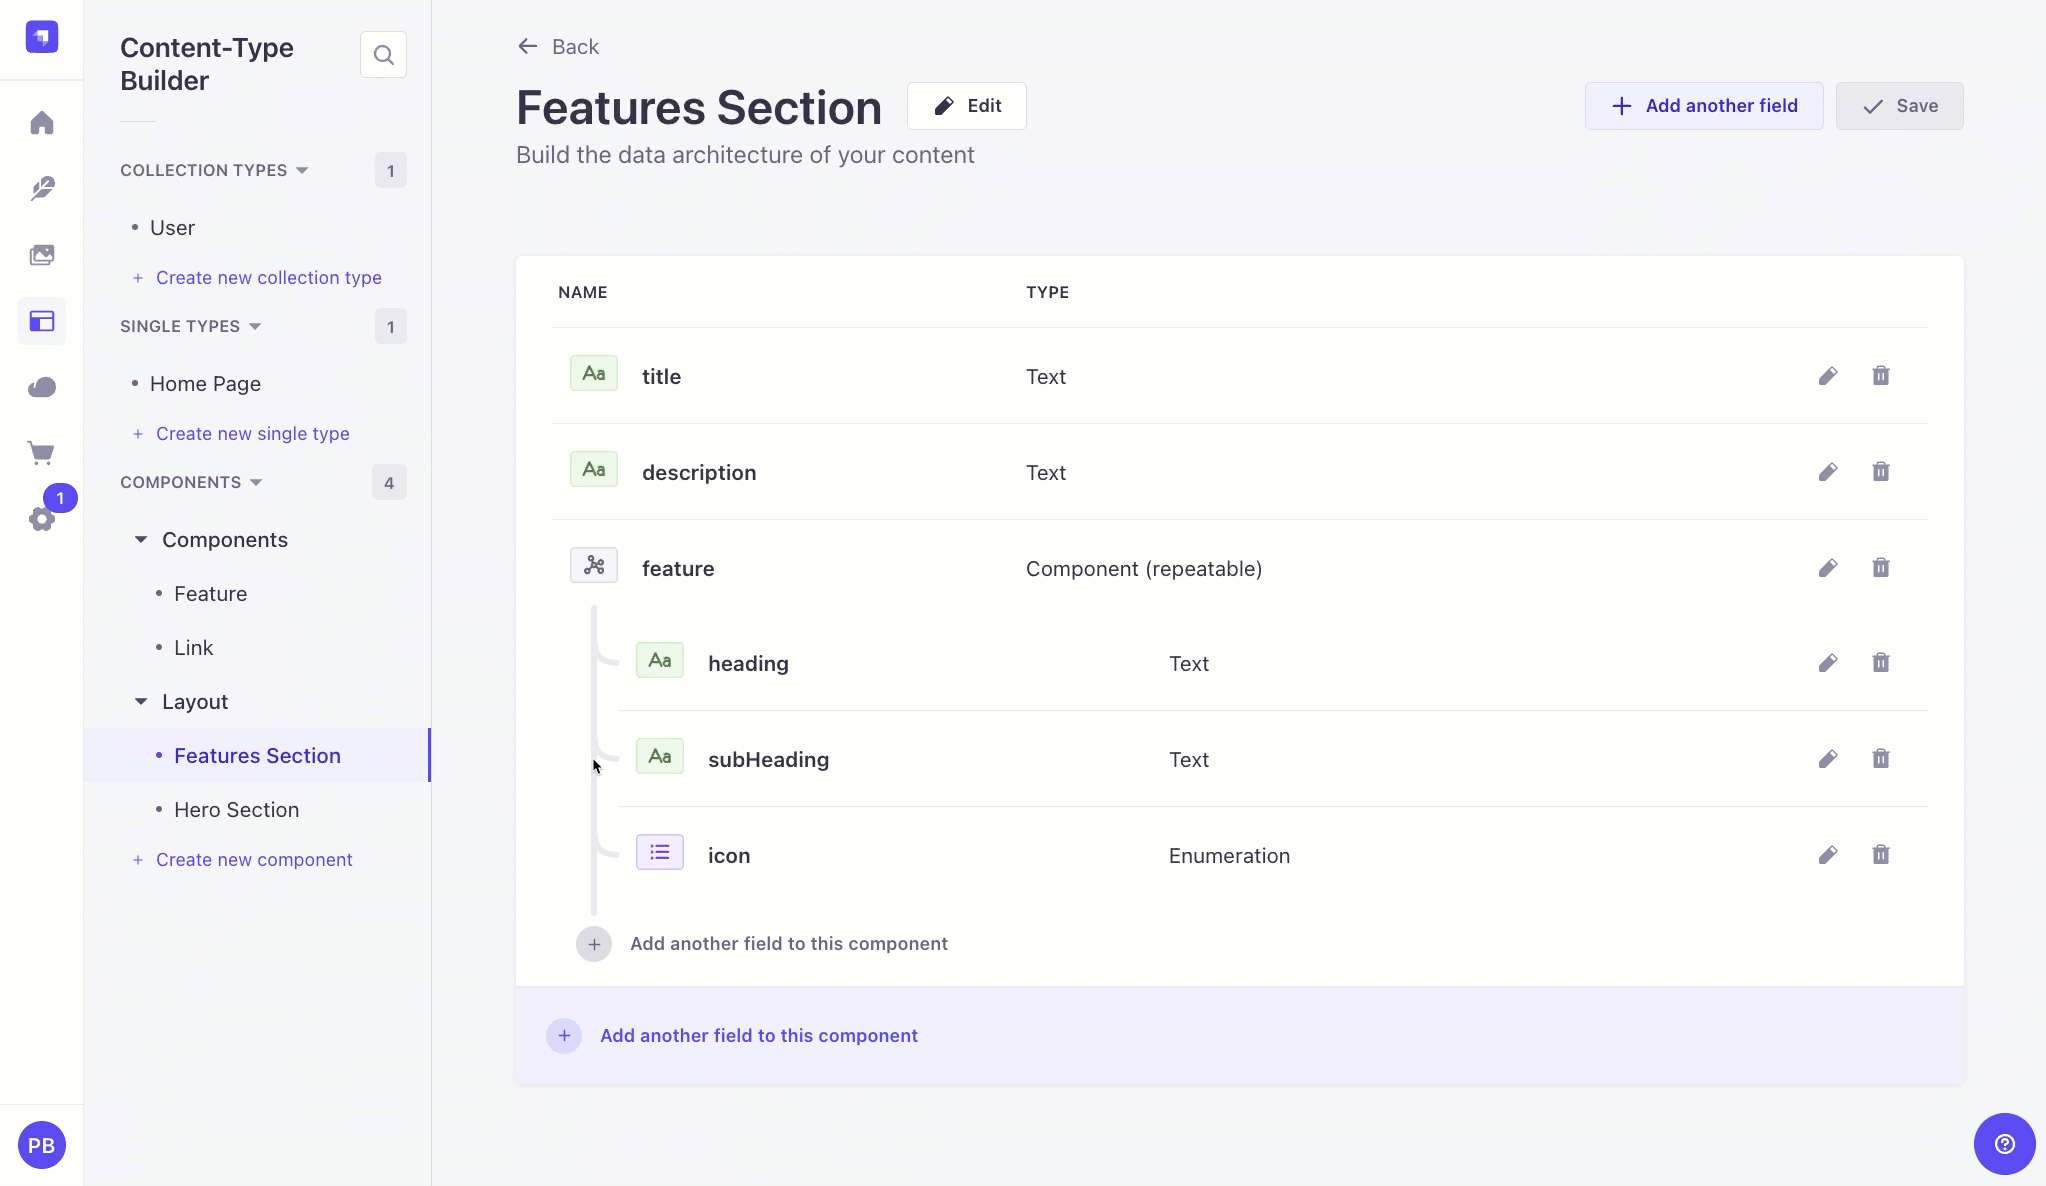 Content-Type
Builder
COLLECTION TYPES 1
User
+ Create new collection type
SINGLE TYPES 1
Home Page
+ Create new single type
COMPONENTS 4
1
Components
Feature
Link
Layout
Features Section
Hero Section
+ Create new component
PB
Back
Features Section
Edit
Add another field
Save
Build the data architecture of your content
NAME TYPE
Aa title Text
Aa description Text
feature Component (repeatable)
Aa heading Text
Aa subHeading Text
icon Enumeration
+ Add another field to this component
+ Add another field to this component
?